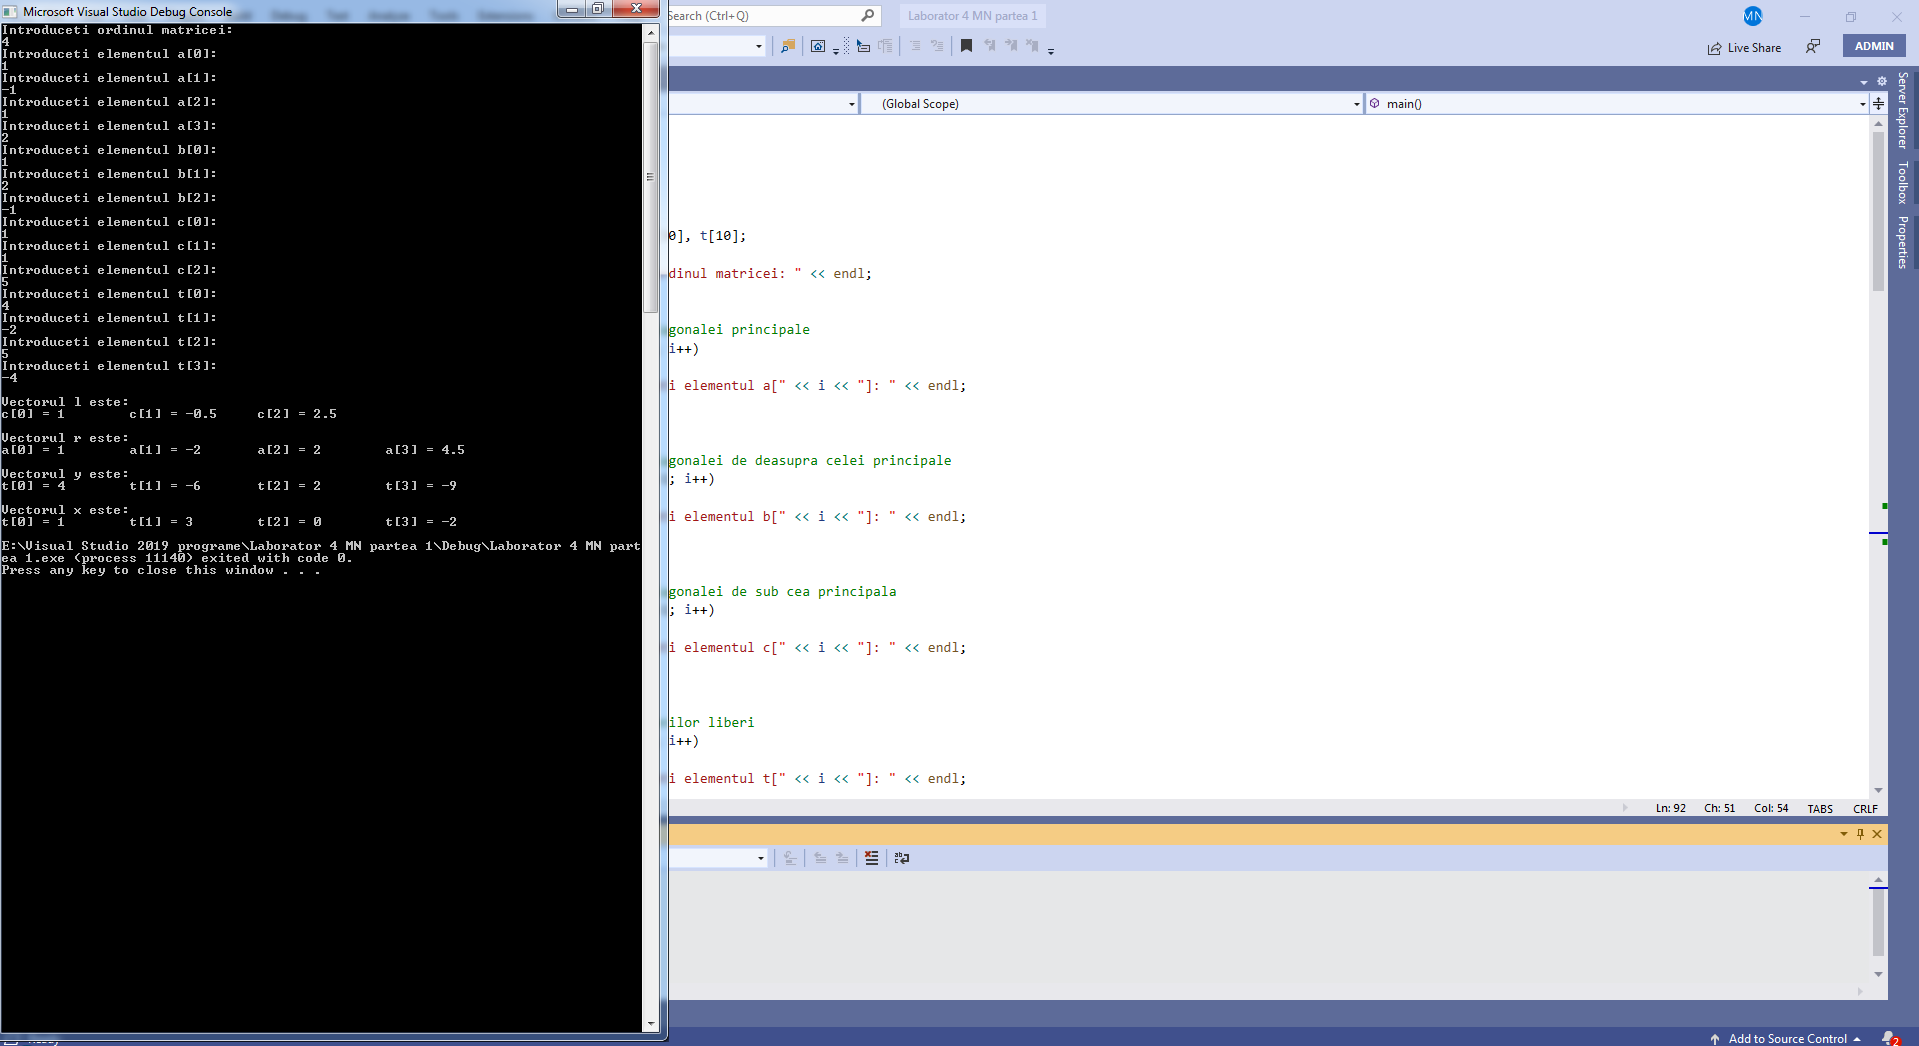 Microsoft Visual Studio Debug Console
Introduceti ordinul matricei:
4
Introduceti elementul a[0]:
1
Introduceti elementul a[1]:
-1
Introduceti elementul a[2]:
1
Introduceti elementul a[3]:
2
Introduceti elementul b[0]:
1
Introduceti elementul b[1]:
2
Introduceti elementul b[2]:
-1
Introduceti elementul c[0]:
1
Introduceti elementul c[1]:
1
Introduceti elementul c[2]:
5
Introduceti elementul t[0]:
4
Introduceti elementul t[1]:
-2
Introduceti elementul t[2]:
5
Introduceti elementul t[3]:
-4
Vectorul l este:
c[0] = 1 c[1] = -0.5 c[2] = 2.5
Vectorul r este:
a[0] = 1 a[1] = -2 a[2] = 2 a[3] = 4.5
Vectorul y este:
t[0] = 4 t[1] = -6 t[2] = 2 t[3] = -9
Vectorul x este:
t[0] = 1 t[1] = 3 t[2] = 0 t[3] = -2
E:\Visual Studio 2019 programe\Laborator 4 MN partea 1\Debug\Laborator 4 MN part
ea 1.exe (process 11140) exited with code 0.
Press any key to close this window . . .
Search (Ctrl+Q)
Laborator 4 MN partea 1
MN
Live Share
ADMIN
(Global Scope)
main()
0], t[10];
dinul matricei: " << endl;
gonalei principale
i++)
i elementul a[" << i << "]: " << endl;
gonalei de deasupra celei principale
; i++)
i elementul b[" << i << "]: " << endl;
gonalei de sub cea principala
; i++)
i elementul c[" << i << "]: " << endl;
ilor liberi
i++)
i elementul t[" << i << "]: " << endl;
Ln: 92 Ch: 51 Col: 54 TABS CRLF
Server Explorer
Toolbox
Properties
Add to Source Control
2